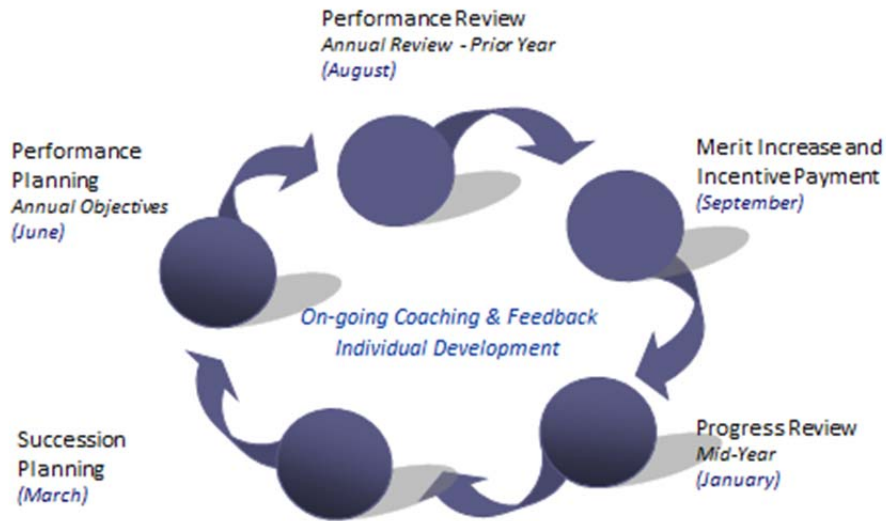 Performance Review
Annual Review - Prior Year
(August)
Merit Increase and
Incentive Payment
(September)
Progress Review
Mid-Year
(January)
Succession
Planning
(March)
Performance
Planning
Annual Objectives
(June)
On-going Coaching & Feedback
Individual Development